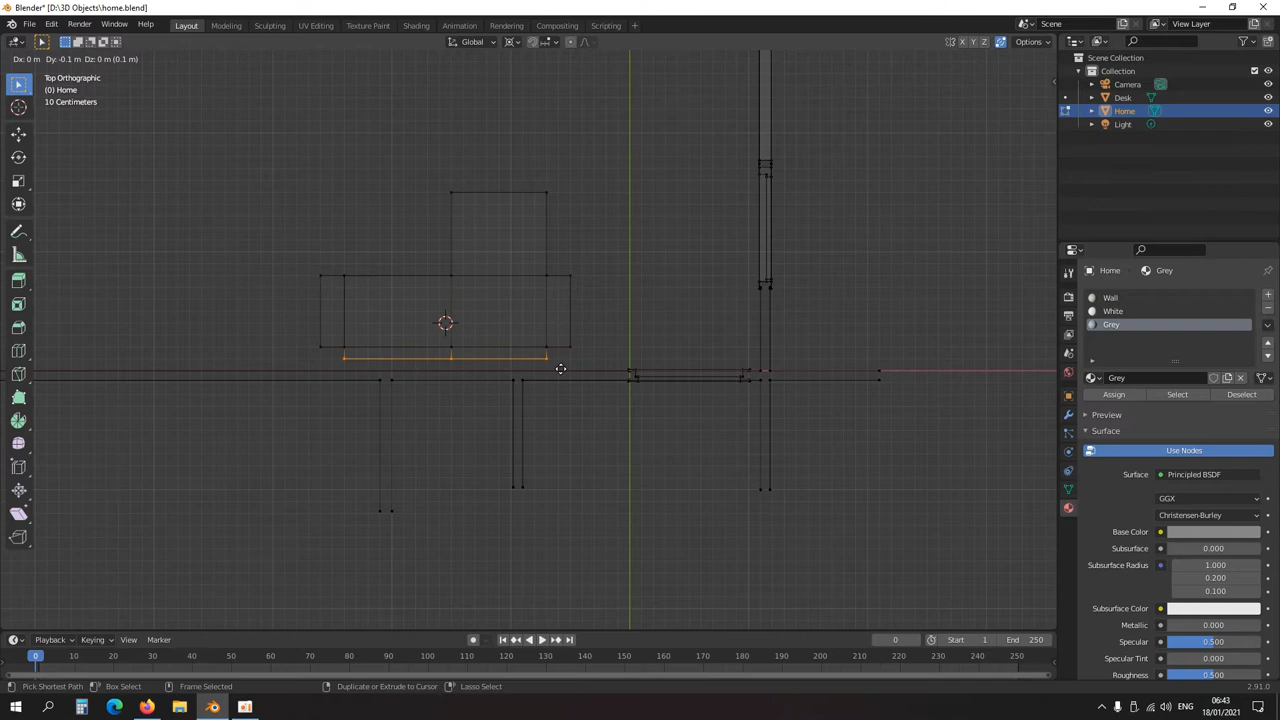 Blender* [D:\3D Objects\home.blend]
File Edit Render Window Help Layout Modeling Sculpting UV Editing Texture Paint Shading Animation Rendering Compositing Scripting + Scene View Layer
Global X Y Z Options
Dx: 0 m Dy: -0.1 m Dz: 0 m (0.1 m)
Top Orthographic
(0) Home
10 Centimeters
Scene Collection
Collection
Camera
Desk
Home
Light
Home Grey
Wall
White
Grey
Grey
Assign Select Deselect
Preview
Surface
Use Nodes
Surface Principled BSDF
GGX
Christensen-Burley
Base Color
Subsurface 0.000
Subsurface Radius 1.000
0.200
0.100
Subsurface Color
Metallic 0.000
Specular 0.500
Specular Tint 0.000
Roughness 0.500
Playback Keying View Marker 0 Start 1 End 250
0 10 20 30 40 50 60 70 80 90 100 110 120 130 140 150 160 170 180 190 200 210 220 230 240 250
Pick Shortest Path Box Select Frame Selected Duplicate or Extrude to Cursor Lasso Select 2.91.0
ENG 06:43
18/01/2021